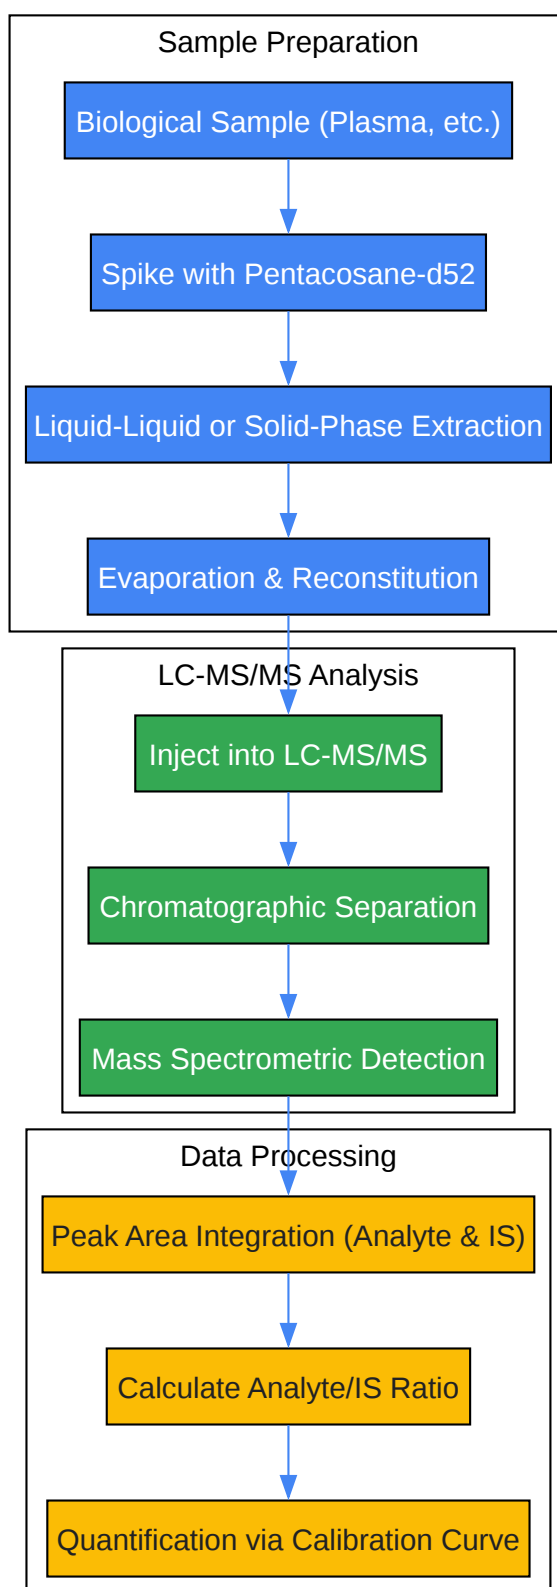 Sample Preparation
Biological Sample (Plasma, etc.)
Spike with Pentacosane-d52
Liquid-Liquid or Solid-Phase Extraction
Evaporation & Reconstitution
LC-MS/MS Analysis
Inject into LC-MS/MS
Chromatographic Separation
Mass Spectrometric Detection
Data Processing
Peak Area Integration (Analyte & IS)
Calculate Analyte/IS Ratio
Quantification via Calibration Curve